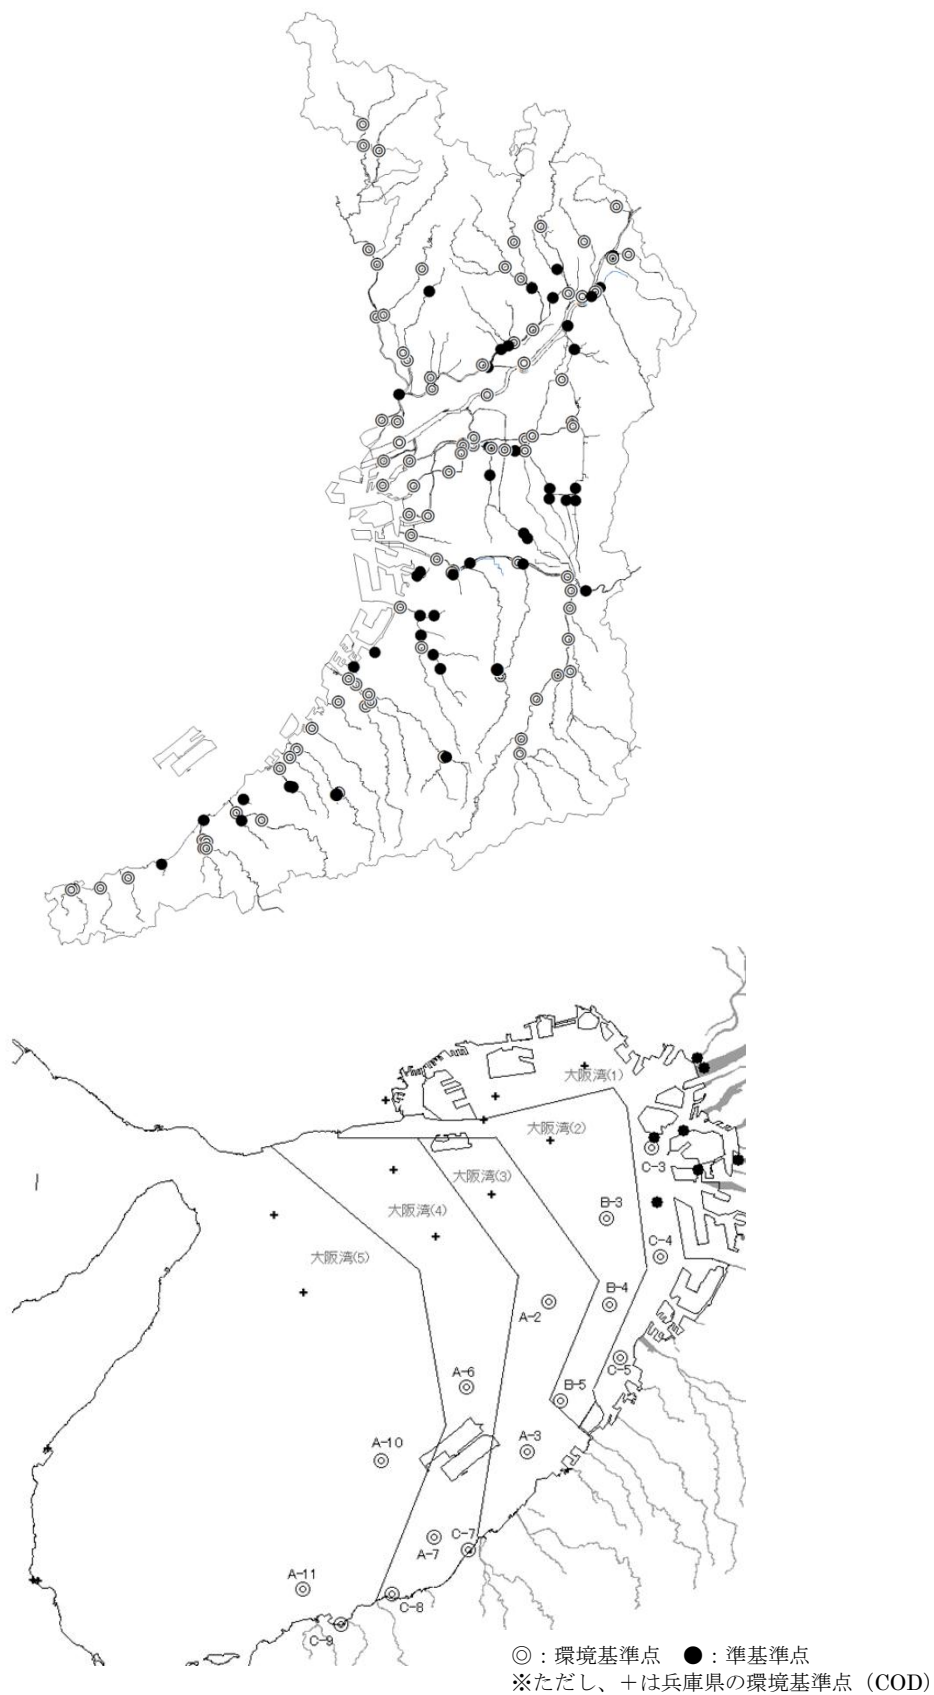 大阪湾(1)
大阪湾(2)
C-3
大阪湾(3)
B-3
大阪湾(4)
C-4
大阪湾(5)
B-4
A-2
C-5
A-6
B-5
A-10
A-3
C-7
A-7
A-11
C-8
C-9
◎：環境基準点　●：準基準点
※ただし、＋は兵庫県の環境基準点（COD）